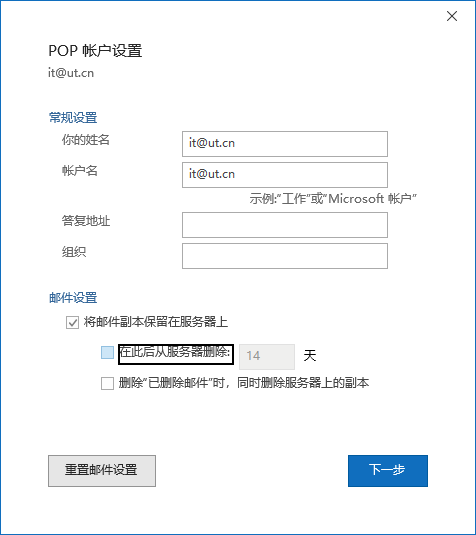 POP 帐户设置
it@ut.cn
常规设置
你的姓名 it@ut.cn
帐户名 it@ut.cn
示例:"工作"或"Microsoft 帐户"
答复地址
组织
邮件设置
将邮件副本保留在服务器上
在此后从服务器删除: 14 天
删除"已删除邮件"时，同时删除服务器上的副本
重置邮件设置 下一步